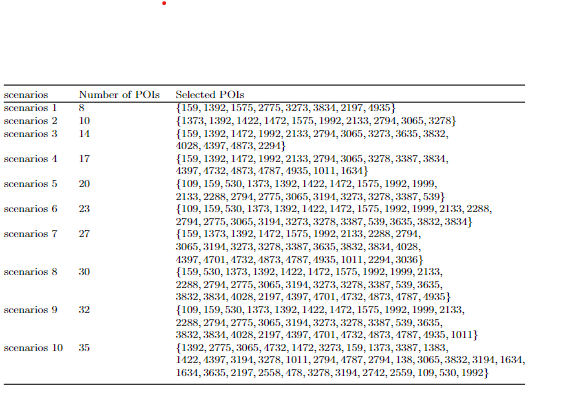 scenarios Number of POIs Selected POIs
scenarios 1 8 {159, 1392, 1575, 2775, 3273, 3834, 2197, 4935}
scenarios 2 10 {1373, 1392, 1422, 1472, 1575, 1992, 2133, 2794, 3065, 3278}
scenarios 3 14 {159, 1392, 1472, 1992, 2133, 2794, 3065, 3273, 3635, 3832,
4028, 4397, 4873, 2294}
scenarios 4 17 {159, 1392, 1472, 1992, 2133, 2794, 3065, 3278, 3387, 3834,
4397, 4732, 4873, 4787, 4935, 1011, 1634}
scenarios 5 20 {109, 159, 530, 1373, 1392, 1422, 1472, 1575, 1992, 1999,
2133, 2288, 2794, 2775, 3065, 3194, 3273, 3278, 3387, 539}
scenarios 6 23 {109, 159, 530, 1373, 1392, 1422, 1472, 1575, 1992, 1999, 2133, 2288,
2794, 2775, 3065, 3194, 3273, 3278, 3387, 539, 3635, 3832, 3834}
scenarios 7 27 {159, 1373, 1392, 1472, 1575, 1992, 2133, 2288, 2794,
3065, 3194, 3273, 3278, 3387, 3635, 3832, 3834, 4028,
4397, 4701, 4732, 4873, 4787, 4935, 1011, 2294, 3036}
scenarios 8 30 {159, 530, 1373, 1392, 1422, 1472, 1575, 1992, 1999, 2133,
2288, 2794, 2775, 3065, 3194, 3273, 3278, 3387, 539, 3635,
3832, 3834, 4028, 2197, 4397, 4701, 4732, 4873, 4787, 4935}
scenarios 9 32 {109, 159, 530, 1373, 1392, 1422, 1472, 1575, 1992, 1999, 2133,
2288, 2794, 2775, 3065, 3194, 3273, 3278, 3387, 539, 3635,
3832, 3834, 4028, 2197, 4397, 4701, 4732, 4873, 4787, 4935, 1011}
scenarios 10 35 {1392, 2775, 3065, 4732, 1472, 3273, 159, 1373, 3387, 1383,
1422, 4397, 3194, 3278, 1011, 2794, 4787, 2794, 138, 3065, 3832, 3194, 1634,
1634, 3635, 2197, 2558, 478, 3278, 3194, 2742, 2559, 109, 530, 1992}